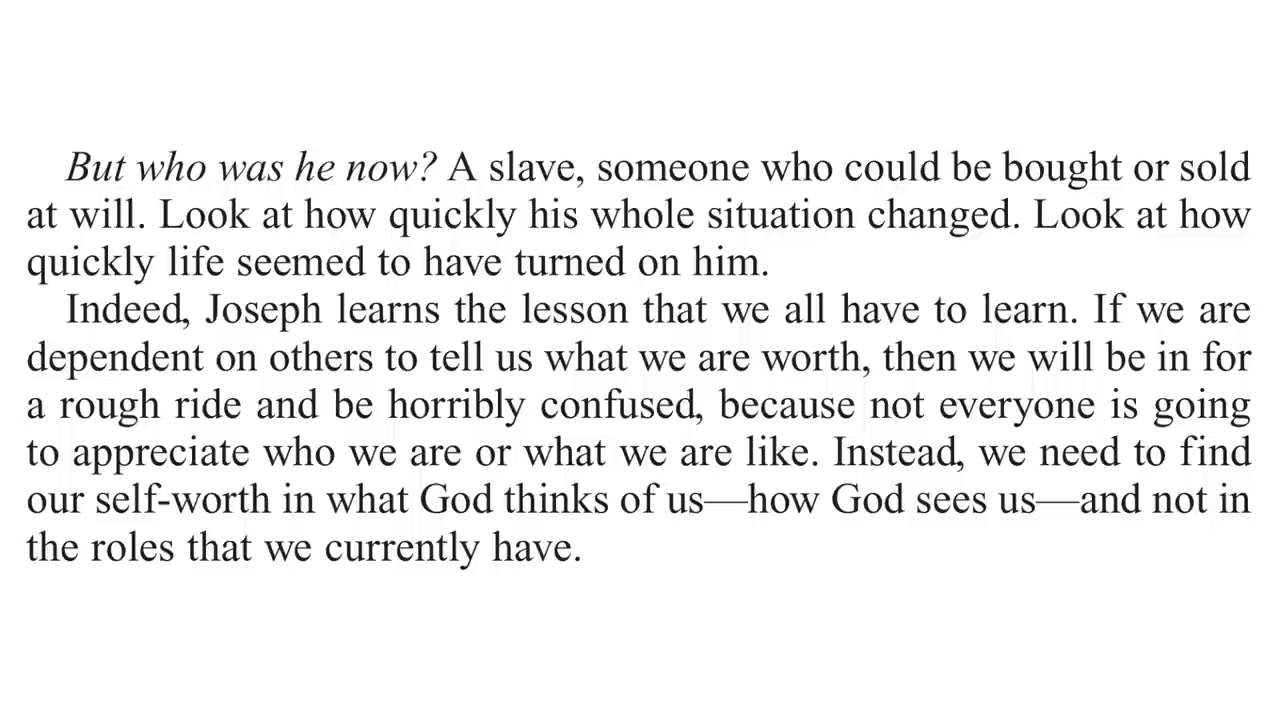 But who was he now? A slave, someone who could be bought or sold
at will. Look at how quickly his whole situation changed. Look at how
quickly life seemed to have turned on him.
Indeed, Joseph learns the lesson that we all have to learn. If we are
dependent on others to tell us what we are worth, then we will be in for
a rough ride and be horribly confused, because not everyone is going
to appreciate who we are or what we are like. Instead, we need to find
our self-worth in what God thinks of us—how God sees us—and not in
the roles that we currently have.